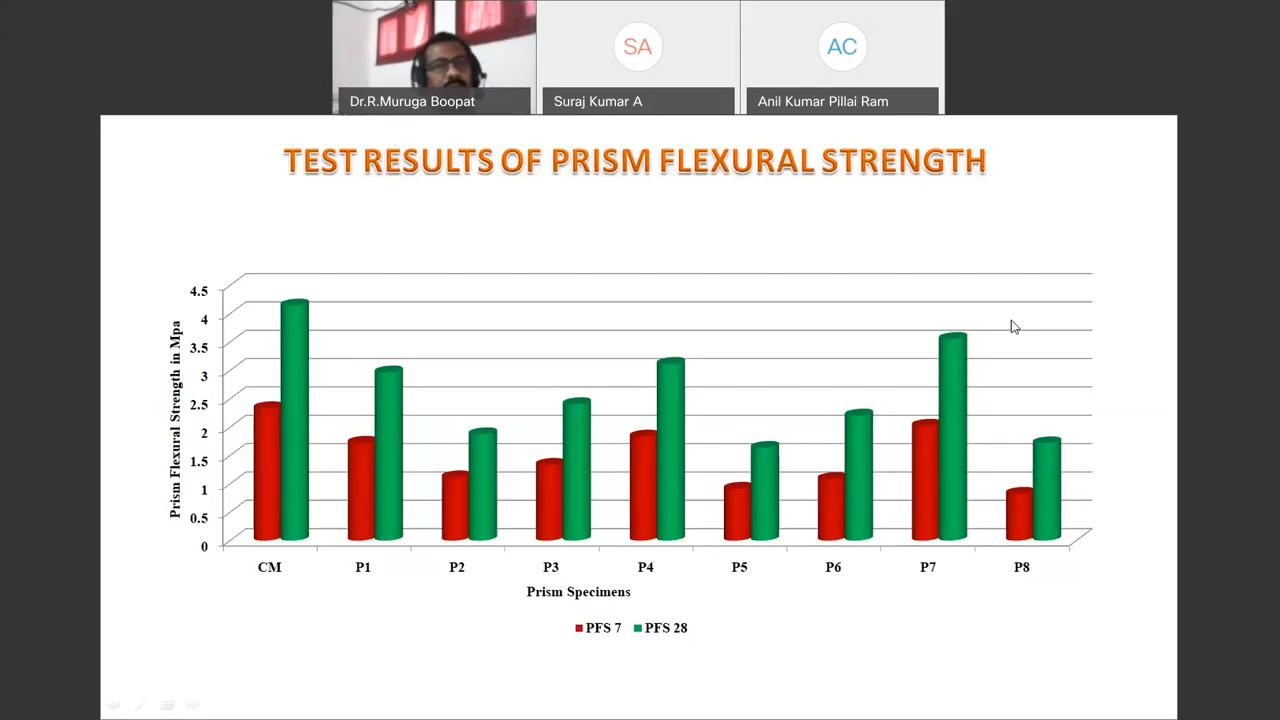 SA
AC
Dr.R.Muruga Boopat
Suraj Kumar A
Anil Kumar Pillai Ram
TEST RESULTS OF PRISM FLEXURAL STRENGTH
Prism Flexural Strength in Mpa
4.5
4
3.5
3
2.5
2
1.5
1
0.5
0
CM P1 P2 P3 P4 P5 P6 P7 P8
Prism Specimens
PFS 7 PFS 28